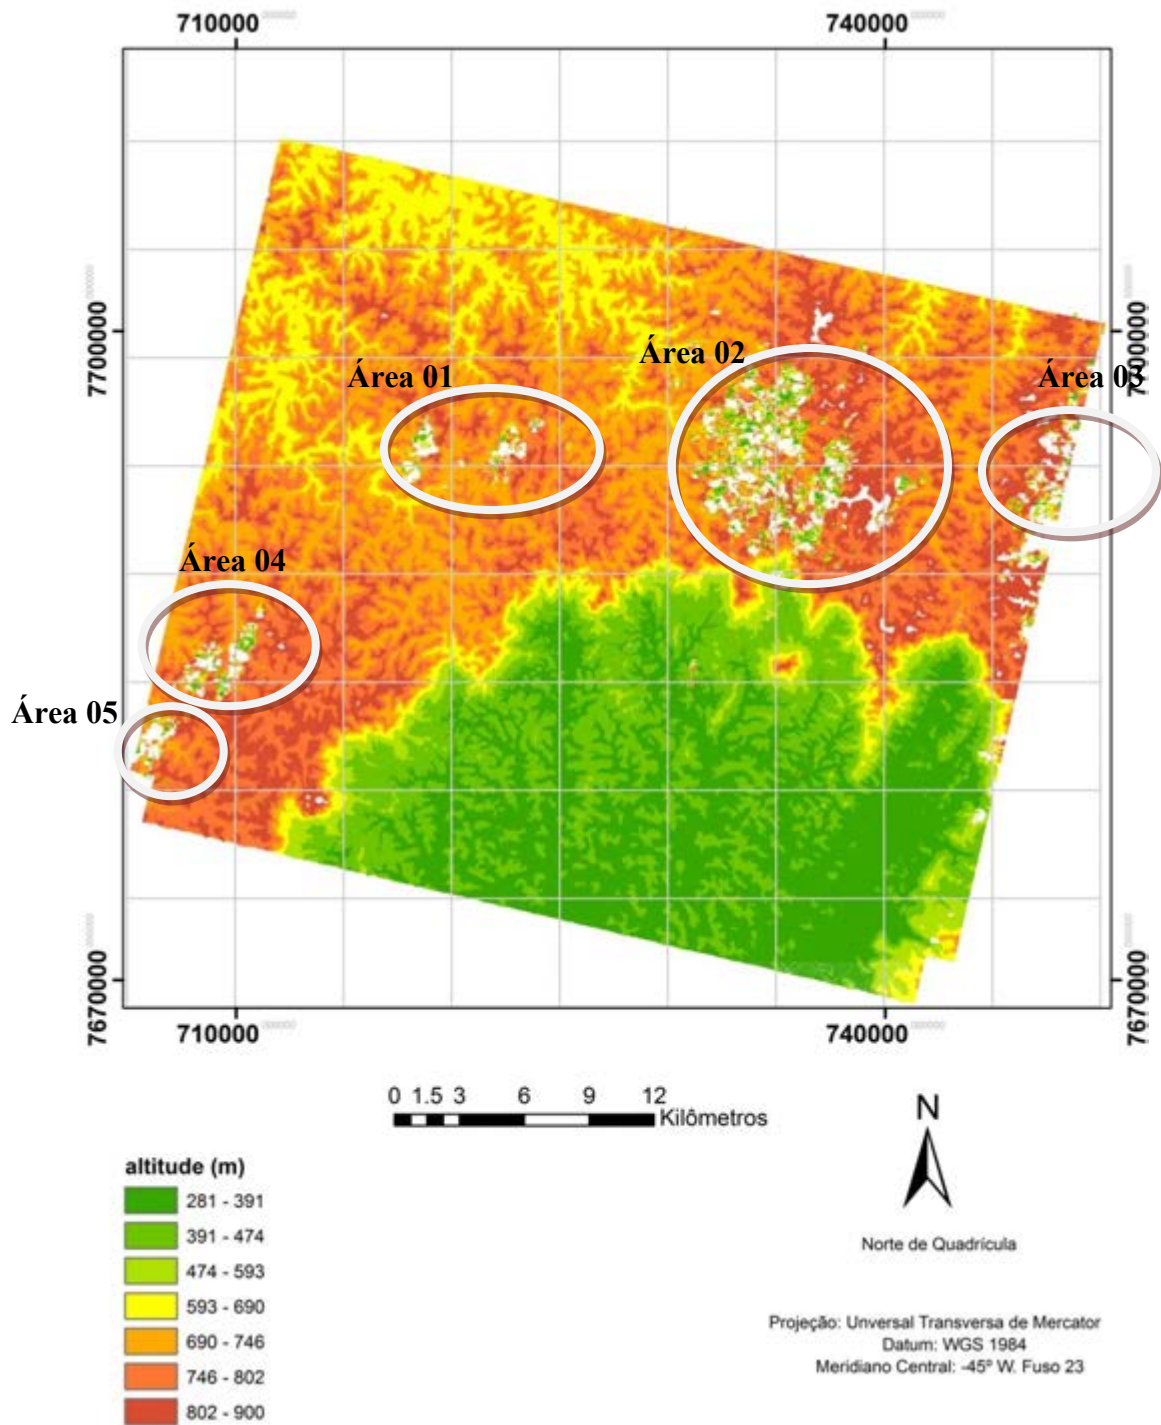 710000
740000
7700000
7700000
Área 02
Área 01
Área 03
Área 04
Área 05
7670000
7670000
710000
740000
0 1.5 3 6 9 12
Kilômetros
N
Norte de Quadrícula
altitude (m)
281 - 391
391 - 474
474 - 593
593 - 690
690 - 746
746 - 802
802 - 900
Projeção: Unversal Transversa de Mercator
Datum: WGS 1984
Meridiano Central: -45º W. Fuso 23